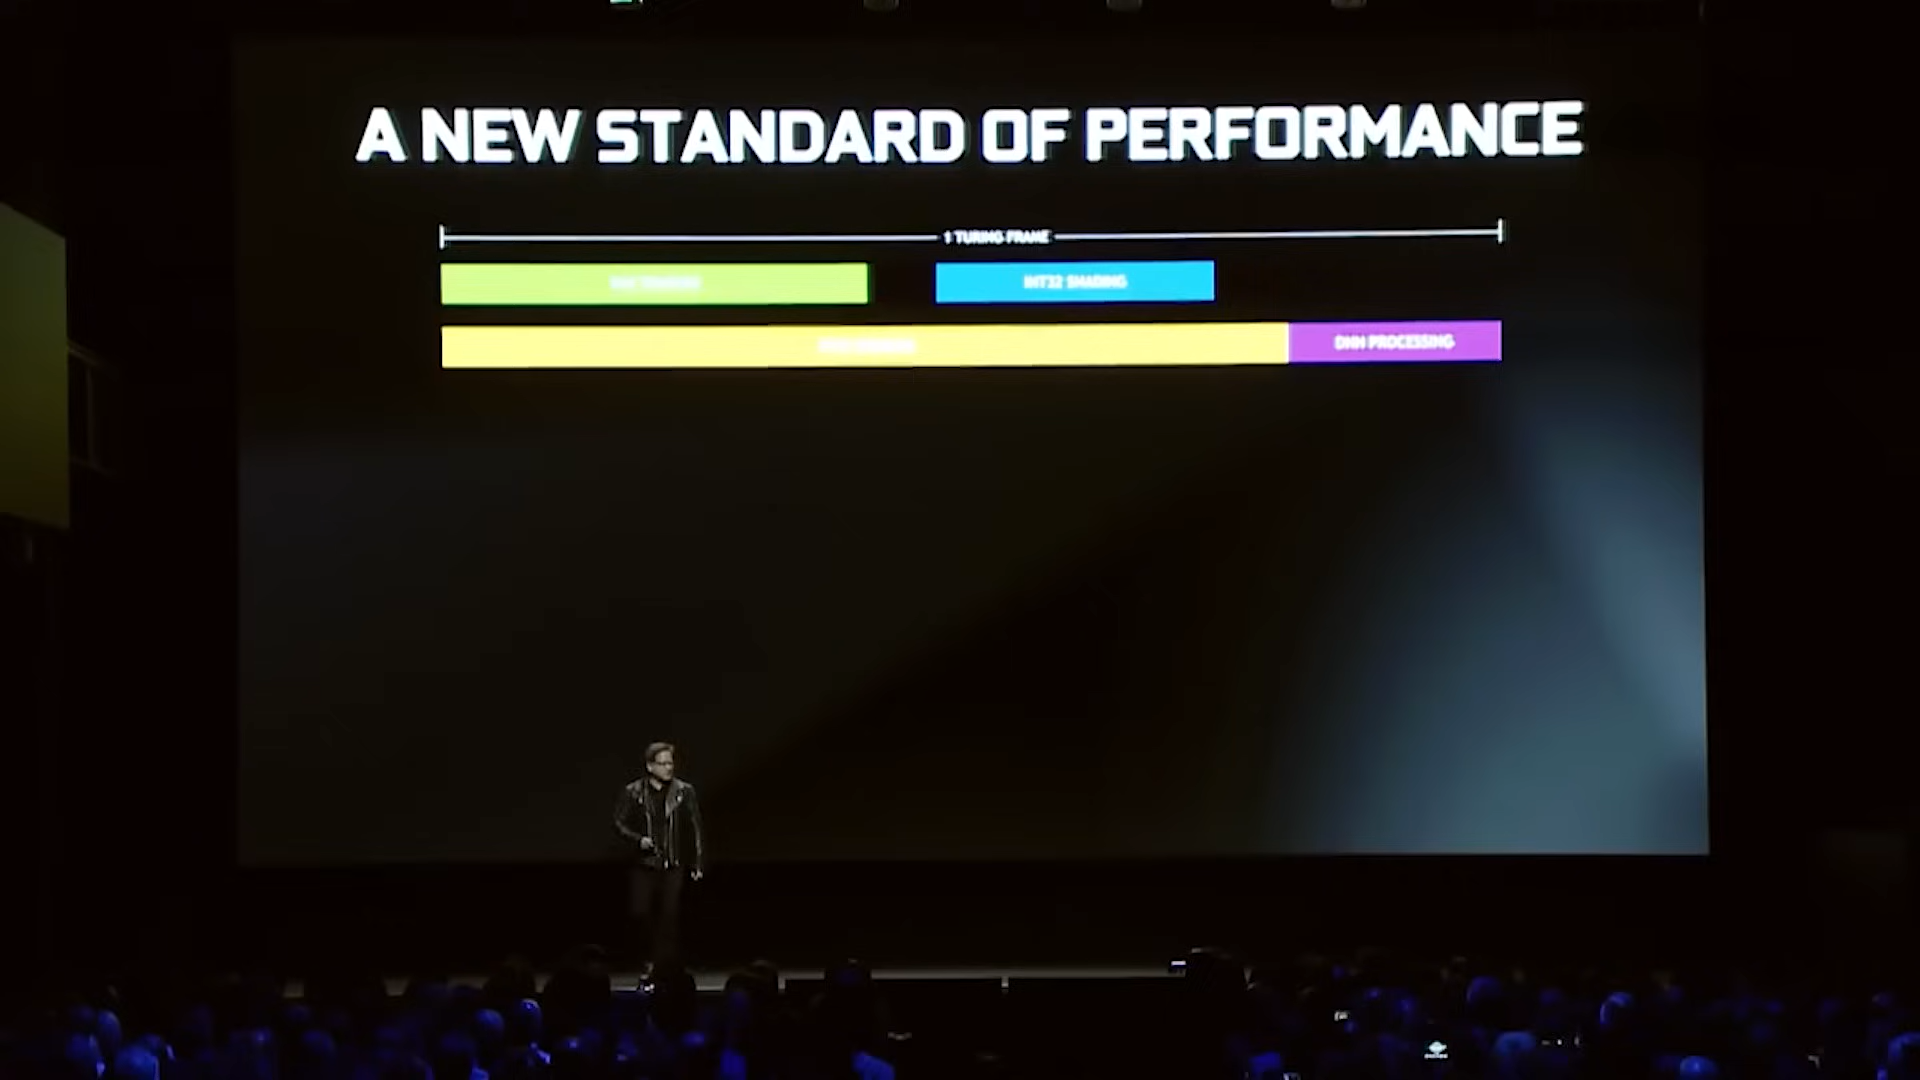 A NEW STANDARD OF PERFORMANCE
1 TURING FRAME
INT32 SHADING
DNN PROCESSING